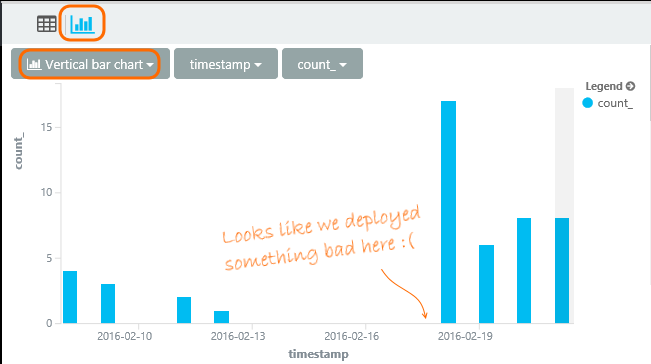 Vertical bar chart
timestamp
count_
Legend
count_
count_
15
10
5
0
Looks like we deployed
something bad here :(
2016-02-10
2016-02-13
2016-02-16
2016-02-19
timestamp